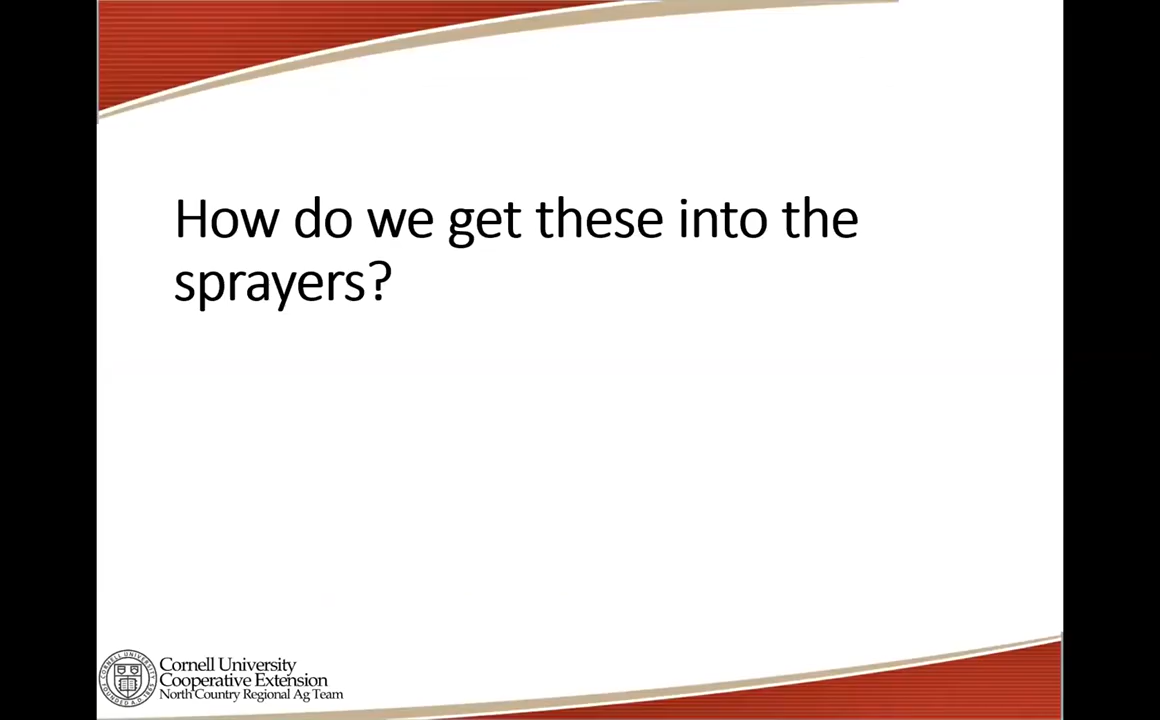 How do we get these into the
sprayers?
Cornell University
Cooperative Extension
North Country Regional Ag Team